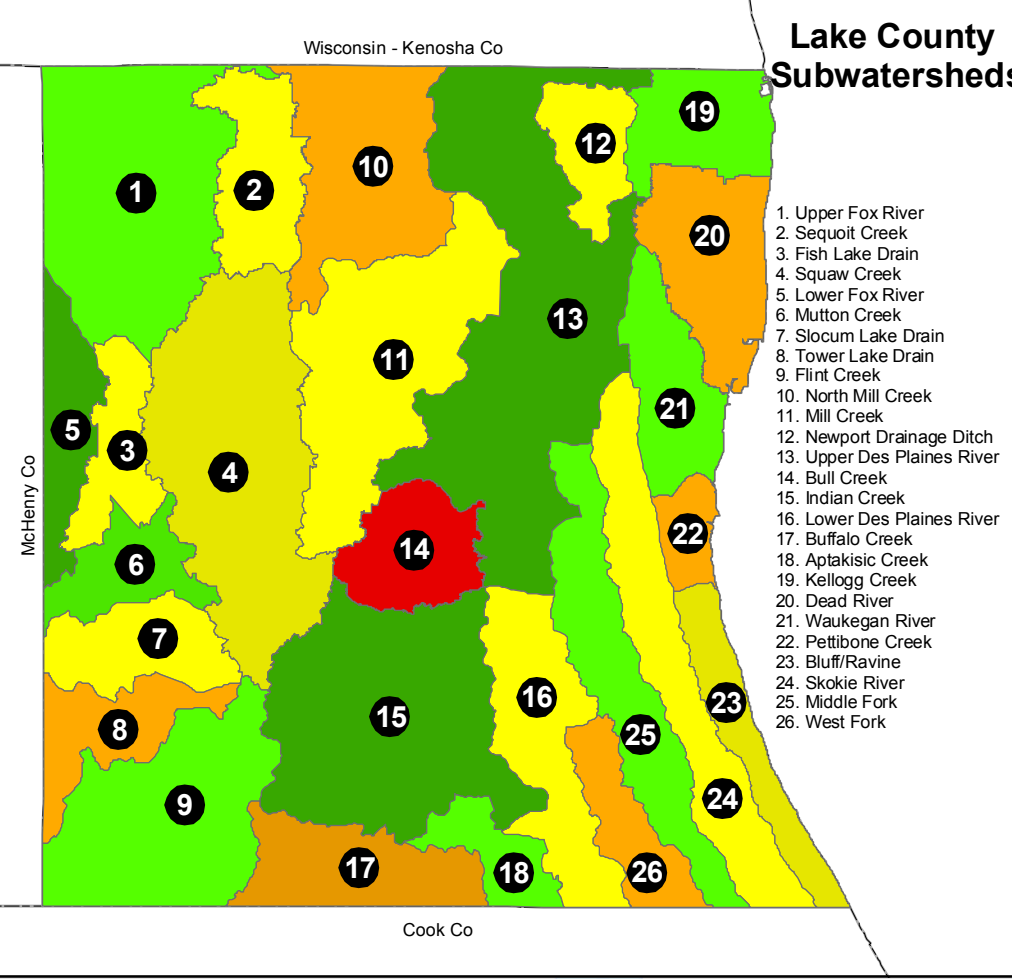 Lake County
Subwatersheds
Wisconsin - Kenosha Co
19
12
10
1
2
20
13
11
21
5
3
4
McHenry Co
22
14
6
7
16
23
15
8
25
24
9
17
18
26
Cook Co
1. Upper Fox River
2. Sequoit Creek
3. Fish Lake Drain
4. Squaw Creek
5. Lower Fox River
6. Mutton Creek
7. Slocum Lake Drain
8. Tower Lake Drain
9. Flint Creek
10. North Mill Creek
11. Mill Creek
12. Newport Drainage Ditch
13. Upper Des Plaines River
14. Bull Creek
15. Indian Creek
16. Lower Des Plaines River
17. Buffalo Creek
18. Aptakisic Creek
19. Kellogg Creek
20. Dead River
21. Waukegan River
22. Pettibone Creek
23. Bluff/Ravine
24. Skokie River
25. Middle Fork
26. West Fork